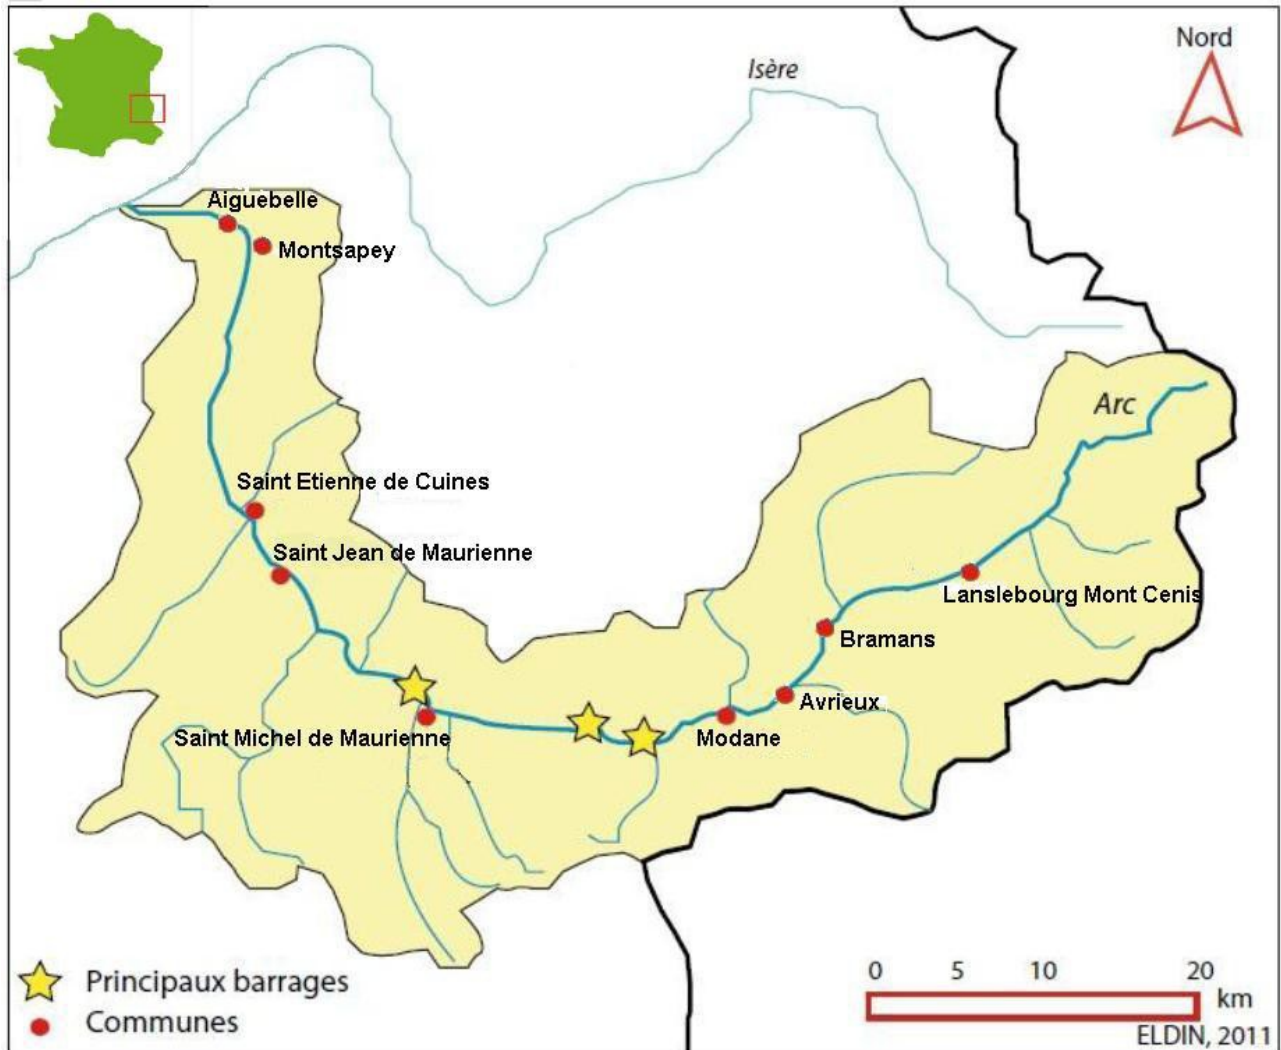 Nord
Isère
Aiguebelle
Montsapey
Arc
Saint Etienne de Cuines
Saint Jean de Maurienne
Lanslebourg Mont Cenis
Bramans
Avrieux
Saint Michel de Maurienne
Modane
Principaux barrages
Communes
0 5 10 20
km
ELDIN, 2011